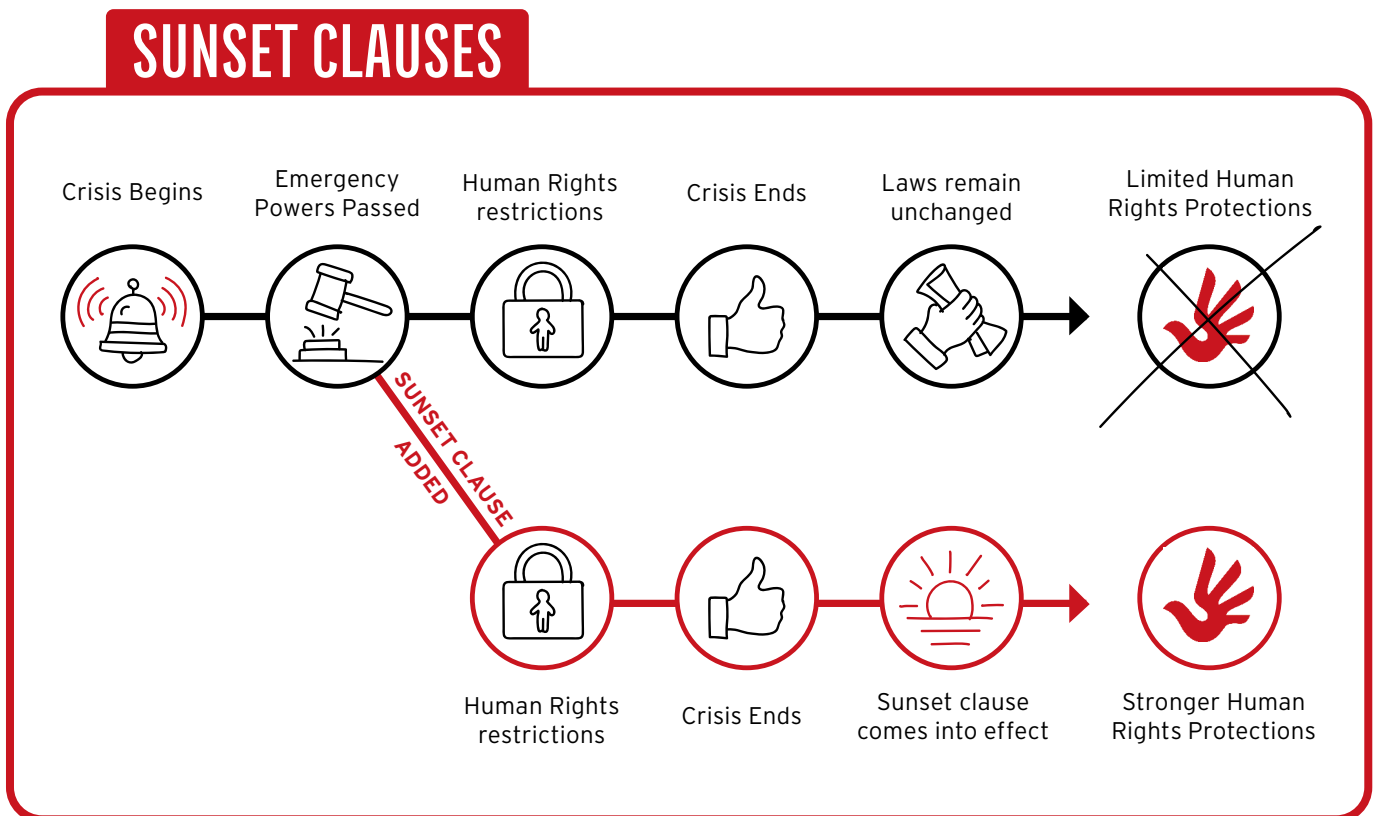 SUNSET CLAUSES
Crisis Begins
Emergency
Powers Passed
Human Rights
restrictions
Crisis Ends
Laws remain
unchanged
Limited Human
Rights Protections
SUNSET CLAUSE
ADDED
Human Rights
restrictions
Crisis Ends
Sunset clause
comes into effect
Stronger Human
Rights Protections